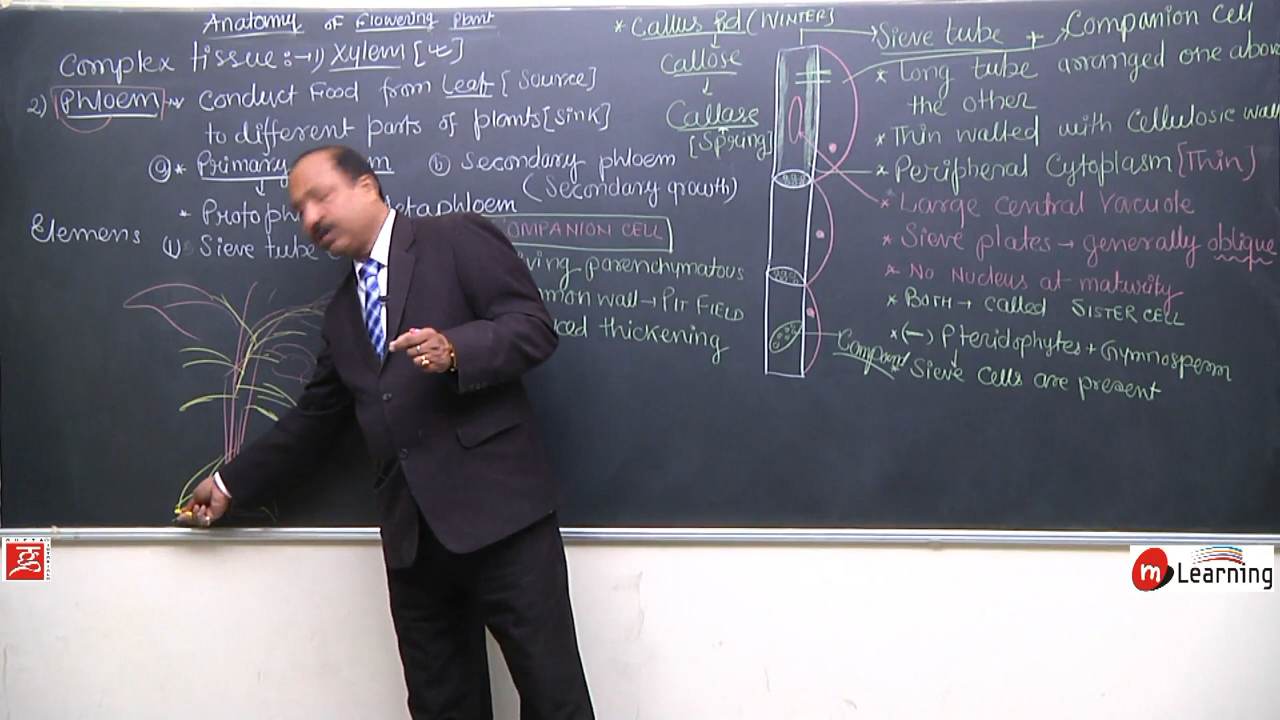 Anatomy of Flowering Plant
Complex tissue:→1) Xylem
2) Phloem → Conduct Food from Leaf [Source]
to different parts of plants [sink]
a * Primary b Secondary phloem
(Secondary growth)
* Protoph etaphloem
Elemens (1) Sieve tube
COMPANION CELL
iving parenchymatous
mon wall → PIT FIELD
ced thickening
* Callus Pd (WINTER)
Callose
↓
Callase
[Spring]
Sieve tube + Companion Cell
* Long tube arranged one above
the other
* Thin walled with Cellulosic wall
* Peripheral Cytoplasm [Thin]
* Large central Vacuole
* Sieve plates → generally oblique
* No Nucleus at maturity
* BOTH → called SISTER CELL
* (-) Pteridophytes + Gymnosperm
↓
Sieve Cells are present
Compound
m Learning